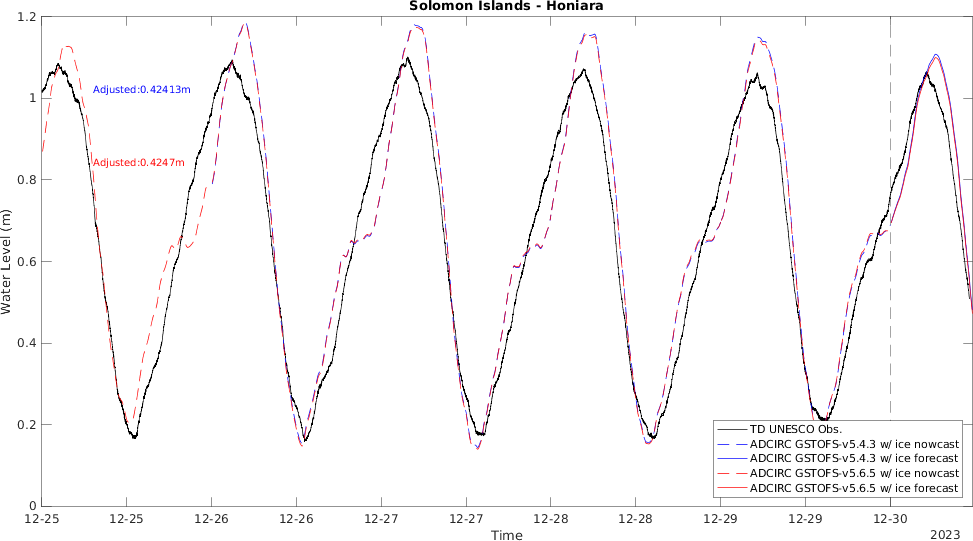 Solomon Islands - Honiara
1.2
1
0.8
0.6
0.4
0.2
0
Water Level (m)
Adjusted:0.42413m
Adjusted:0.4247m
TD UNESCO Obs.
ADCIRC GSTOFS-v5.4.3 w/ ice nowcast
ADCIRC GSTOFS-v5.4.3 w/ ice forecast
ADCIRC GSTOFS-v5.6.5 w/ ice nowcast
ADCIRC GSTOFS-v5.6.5 w/ ice forecast
12-25 12-25 12-26 12-26 12-27 12-27 12-28 12-28 12-29 12-29 12-30
Time
2023